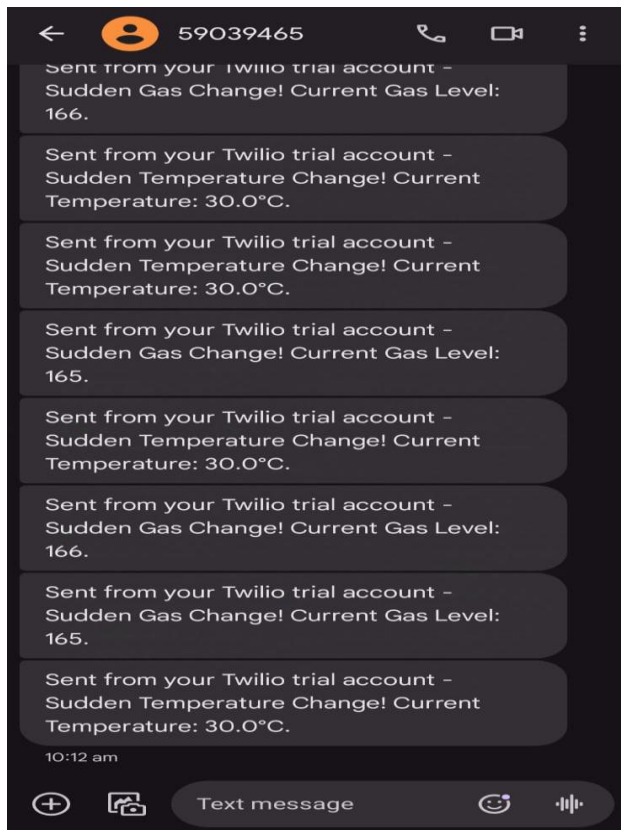 59039465
Sent from your Twilio trial account -
Sudden Gas Change! Current Gas Level:
166.
Sent from your Twilio trial account -
Sudden Temperature Change! Current
Temperature: 30.0°C.
Sent from your Twilio trial account -
Sudden Temperature Change! Current
Temperature: 30.0°C.
Sent from your Twilio trial account -
Sudden Gas Change! Current Gas Level:
165.
Sent from your Twilio trial account -
Sudden Temperature Change! Current
Temperature: 30.0°C.
Sent from your Twilio trial account -
Sudden Gas Change! Current Gas Level:
166.
Sent from your Twilio trial account -
Sudden Gas Change! Current Gas Level:
165.
Sent from your Twilio trial account -
Sudden Temperature Change! Current
Temperature: 30.0°C.
10:12 am
Text message